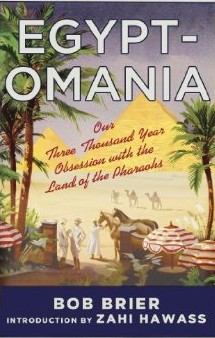 EGYPT-
OMANIA
Our
Three Thousand Year
Obsession with the
Land of the Pharaohs
BOB BRIER
INTRODUCTION BY ZAHI HAWASS